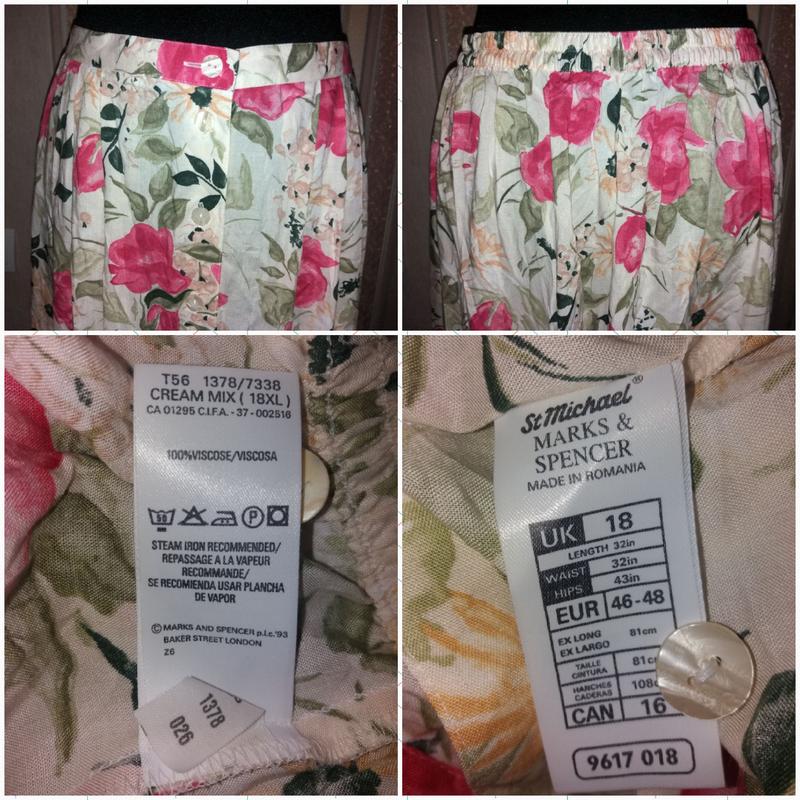 T56 1378/7338
CREAM MIX ( 18XL )
CA 01295 C.I.F.A. - 37 - 002516
100%VISCOSE/VISCOSA
50
P
STEAM IRON RECOMMENDED/
REPASSAGE A LA VAPEUR
RECOMMANDE/
SE RECOMIENDA USAR PLANCHA
DE VAPOR
© MARKS AND SPENCER p.l.c. '93
BAKER STREET LONDON
Z6
1378
026
St Michael®
MARKS &
SPENCER
MADE IN ROMANIA
UK 18
LENGTH 32in
WAIST 32in
HIPS 43in
EUR 46-48
EX LONG
EX LARGO 81cm
TAILLE
CINTURA 81c
HANCHES
CADERAS 108
CAN 16
9617 018